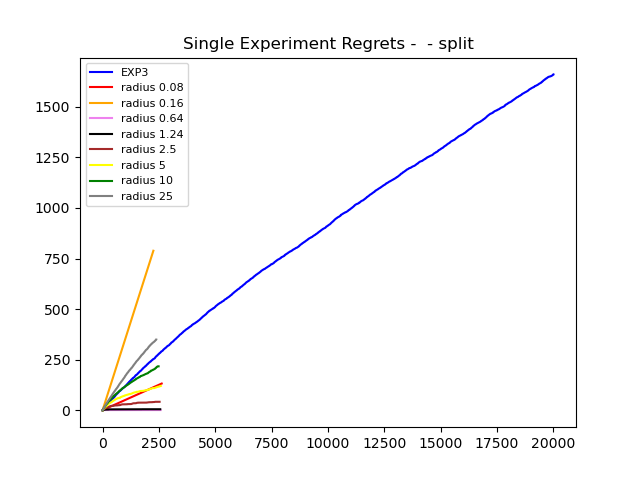 Single Experiment Regrets -  - split
EXP3
radius 0.08
radius 0.16
radius 0.64
radius 1.24
radius 2.5
radius 5
radius 10
radius 25
1500
1250
1000
750
500
250
0
0 2500 5000 7500 10000 12500 15000 17500 20000